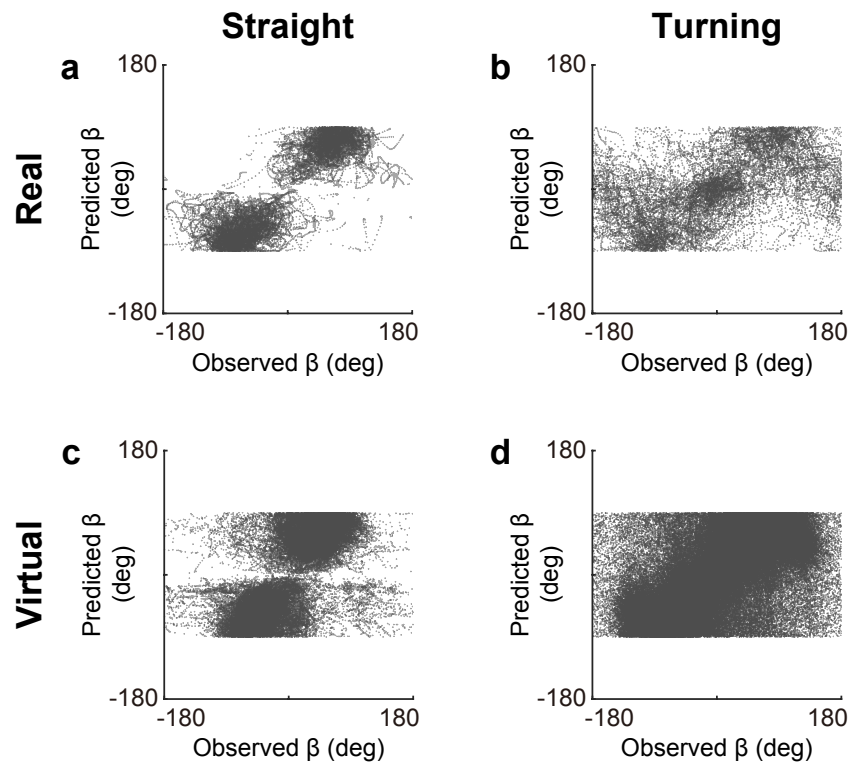 Straight
Turning
Real
a
180
Predicted β
(deg)
-180
-180
180
Observed β (deg)
b
180
Predicted β
(deg)
-180
-180
180
Observed β (deg)
Virtual
c
180
Predicted β
(deg)
-180
-180
180
Observed β (deg)
d
180
Predicted β
(deg)
-180
-180
180
Observed β (deg)